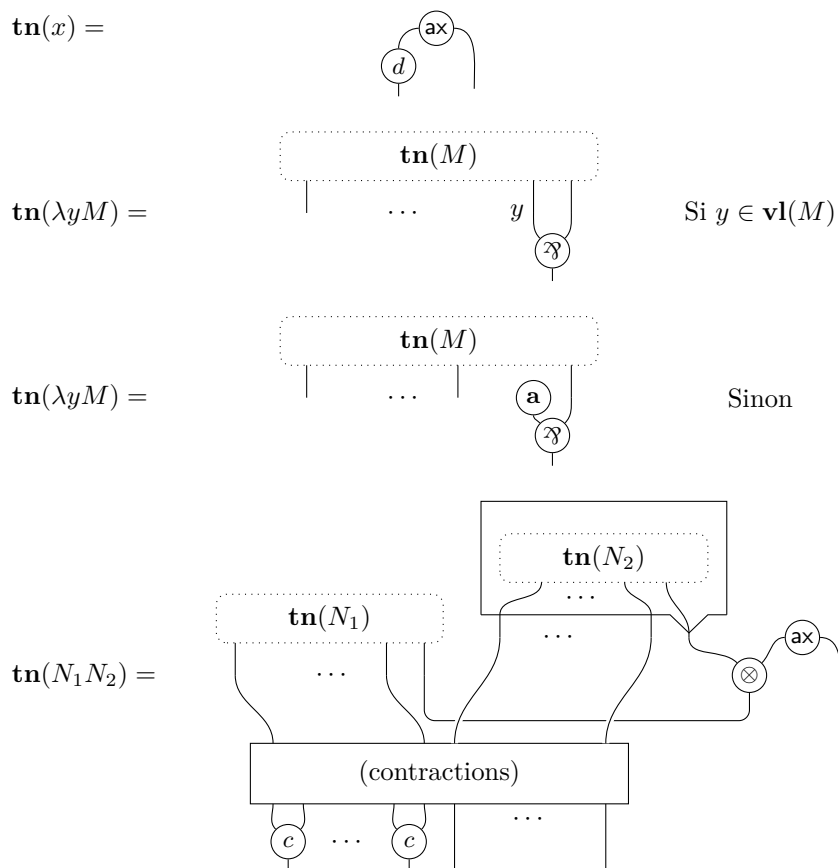 tn(x) =
ax
d
tn(M)
tn(λyM) =
...
y
Si y ∈ vl(M)
⅋
tn(M)
tn(λyM) =
...
a
Sinon
⅋
tn(N₂)
...
tn(N₁)
...
ax
tn(N₁N₂) =
...
⊗
(contractions)
...
c
...
c